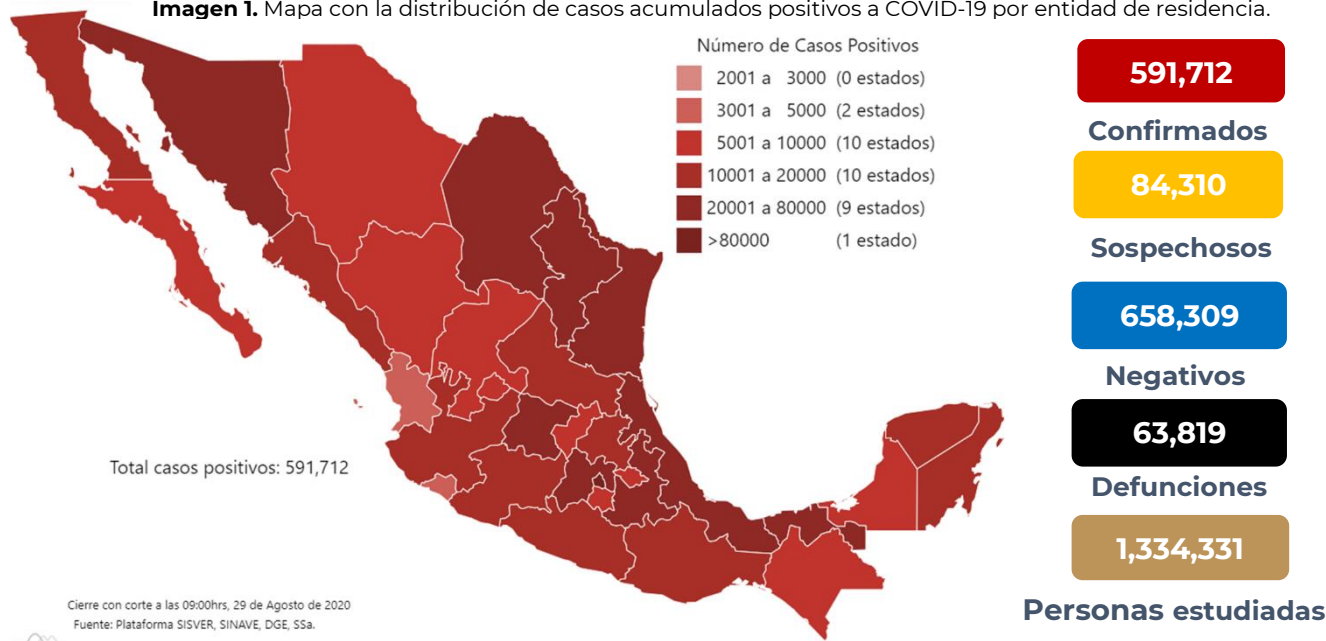 Imagen 1. Mapa con la distribución de casos acumulados positivos a COVID-19 por entidad de residencia.
Número de Casos Positivos
2001 a 3000 (0 estados)
3001 a 5000 (2 estados)
5001 a 10000 (10 estados)
10001 a 20000 (10 estados)
20001 a 80000 (9 estados)
>80000 (1 estado)
591,712
Confirmados
84,310
Sospechosos
658,309
Negativos
63,819
Defunciones
1,334,331
Personas estudiadas
Total casos positivos: 591,712
Cierre con corte a las 09:00hrs, 29 de Agosto de 2020
Fuente: Plataforma SISVER, SINAVE, DGE, SSa.